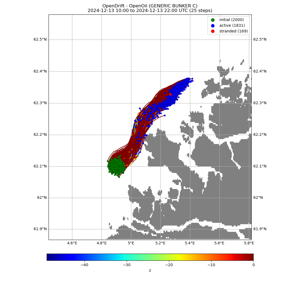 OpenDrift - OpenOil (GENERIC BUNKER C)
2024-12-13 10:00 to 2024-12-13 22:00 UTC (25 steps)
initial (2000)
active (1831)
stranded (169)
62.5°N 62.5°N
62.4°N 62.4°N
62.3°N 62.3°N
62.2°N 62.2°N
62.1°N 62.1°N
62°N 62°N
61.9°N 61.9°N
4.6°E 4.8°E 5°E 5.2°E 5.4°E 5.6°E 5.8°E
−40 −30 −20 −10 0
z